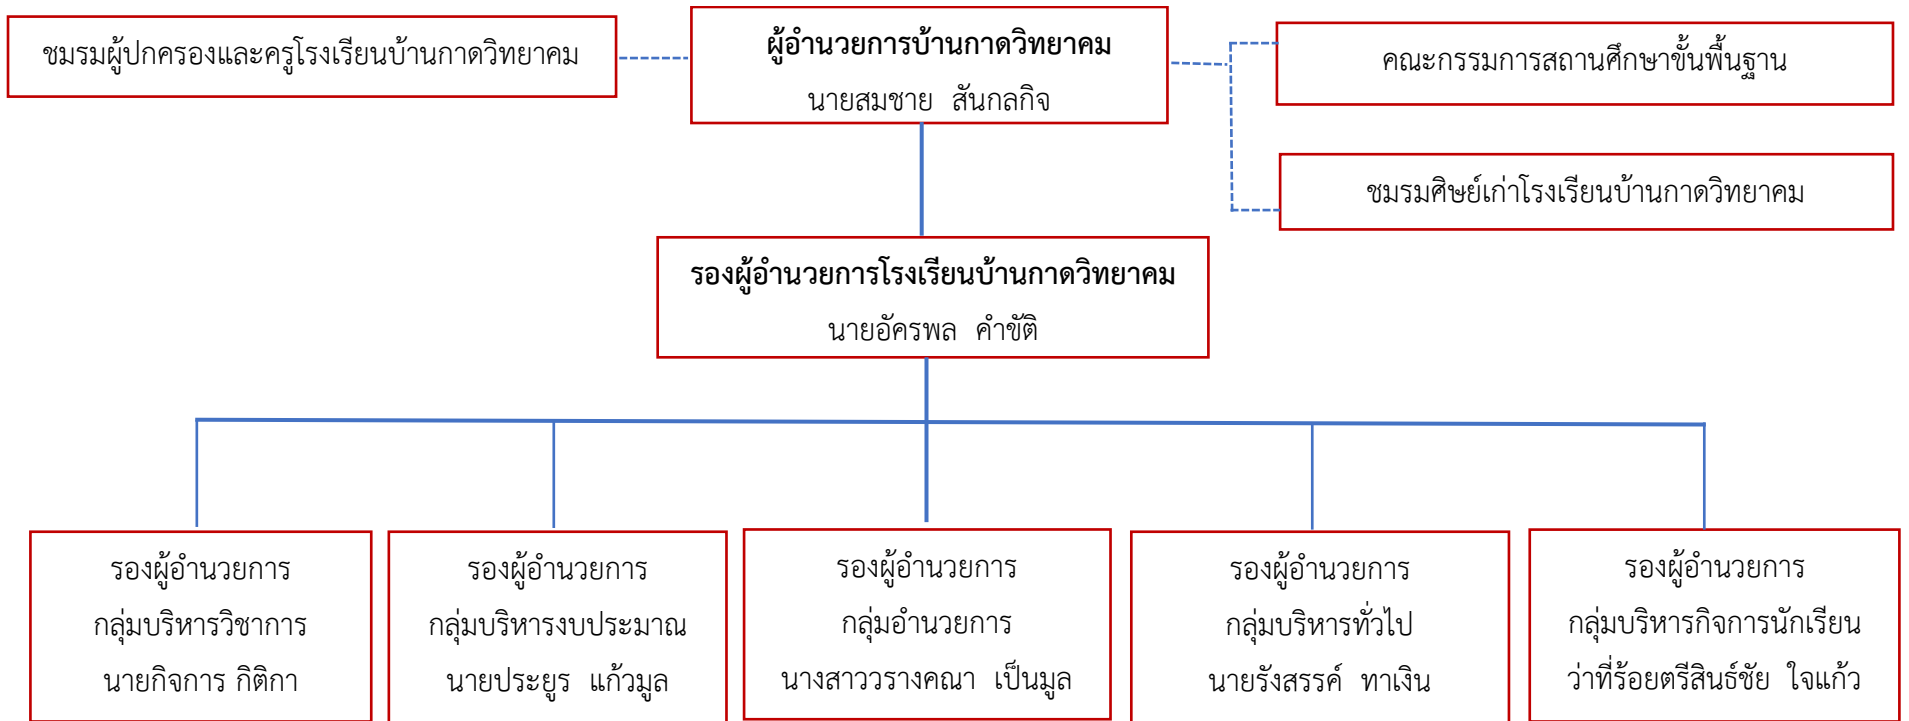 ชมรมผู้ปกครองและครูโรงเรียนบ้านกาดวิทยาคม
ผู้อำนวยการบ้านกาดวิทยาคม
นายสมชาย สันกลกิจ
คณะกรรมการสถานศึกษาขั้นพื้นฐาน
ชมรมศิษย์เก่าโรงเรียนบ้านกาดวิทยาคม
รองผู้อำนวยการโรงเรียนบ้านกาดวิทยาคม
นายอัครพล คำขัติ
รองผู้อำนวยการ
กลุ่มบริหารวิชาการ
นายกิจการ กิติกา
รองผู้อำนวยการ
กลุ่มบริหารงบประมาณ
นายประยูร แก้วมูล
รองผู้อำนวยการ
กลุ่มอำนวยการ
นางสาววรางคณา เป็นมูล
รองผู้อำนวยการ
กลุ่มบริหารทั่วไป
นายรังสรรค์ ทาเงิน
รองผู้อำนวยการ
กลุ่มบริหารกิจการนักเรียน
ว่าที่ร้อยตรีสินธ์ชัย ใจแก้ว